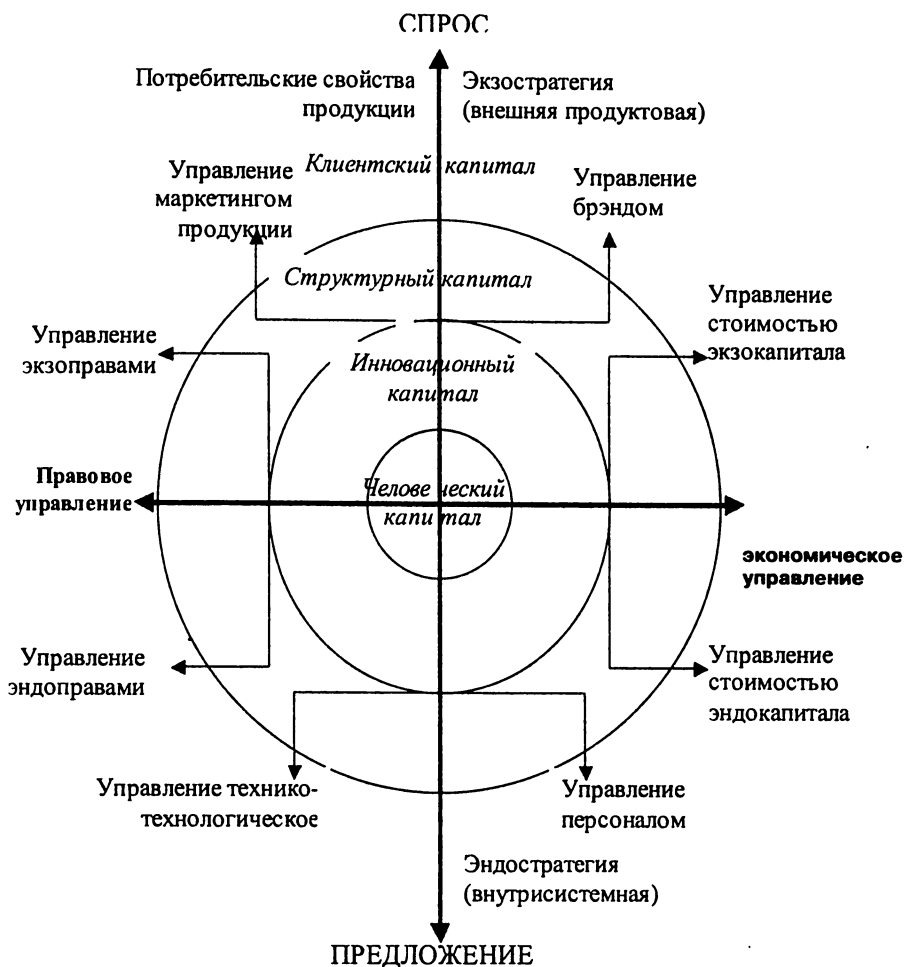 СПРОС
Потребительские свойства
продукции
Экзостратегия
(внешняя продуктовая)
Клиентский капитал
Управление
маркетингом
продукции
Управление
брэндом
Структурный капитал
Управление
стоимостью
экзокапитала
Управление
экзоправами
Инновационный
капитал
Правовое
управление
Человеческий
капитал
экономическое
управление
Управление
эндоправами
Управление
стоимостью
эндокапитала
Управление технико-
технологическое
Управление
персоналом
Эндостратегия
(внутрисистемная)
ПРЕДЛОЖЕНИЕ